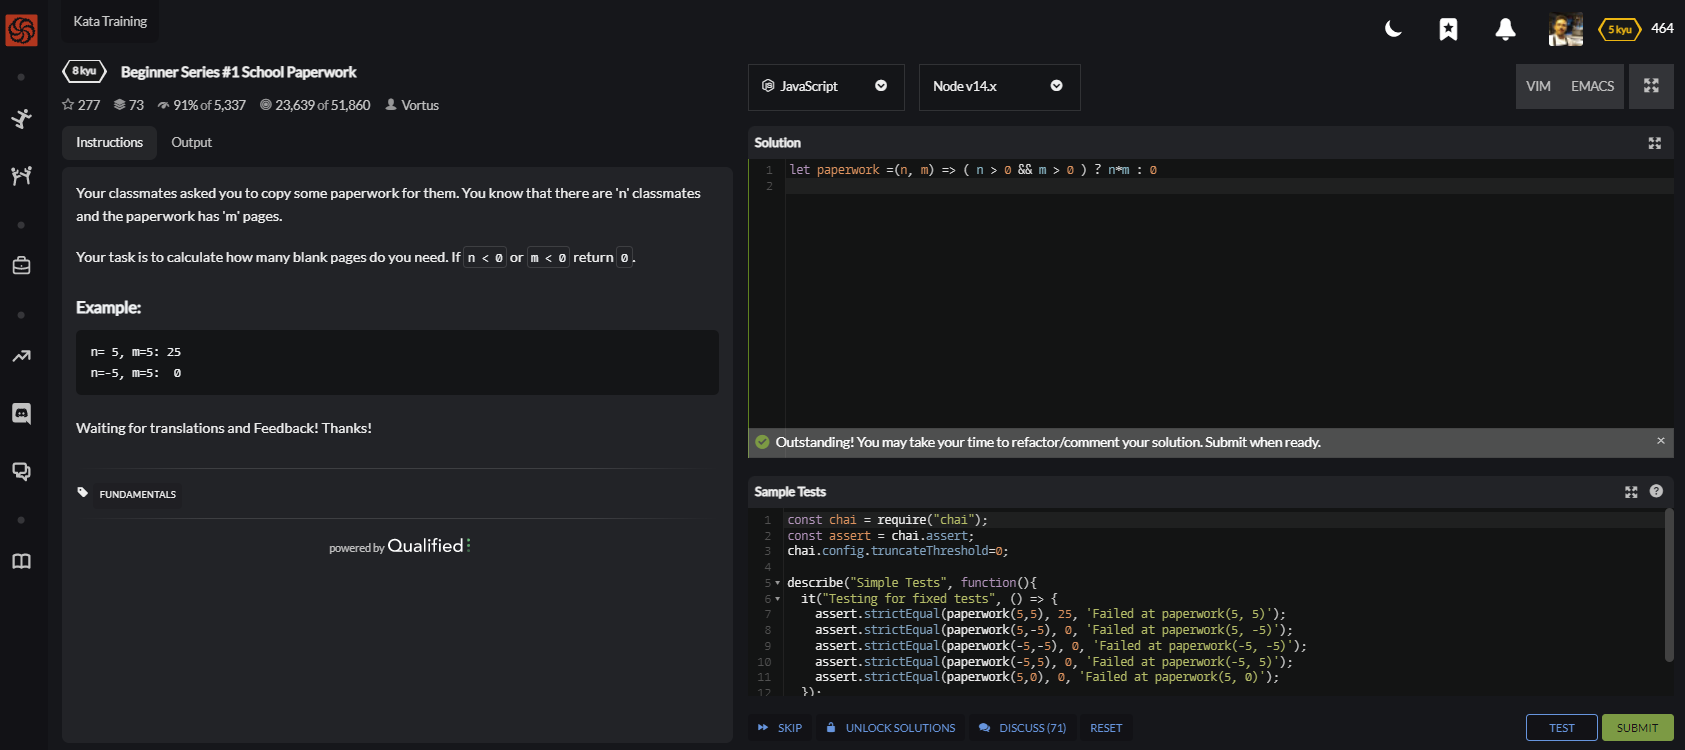 Kata Training
5 kyu 464
8 kyu Beginner Series #1 School Paperwork
277 73 91% of 5,337 23,639 of 51,860 Vortus
Instructions Output
Your classmates asked you to copy some paperwork for them. You know that there are 'n' classmates
and the paperwork has 'm' pages.
Your task is to calculate how many blank pages do you need. If n < 0 or m < 0 return 0.
Example:
n= 5, m=5: 25
n=-5, m=5:  0
Waiting for translations and Feedback! Thanks!
FUNDAMENTALS
powered by Qualified
JavaScript Node v14.x VIM EMACS
Solution
1 let paperwork =(n, m) => ( n > 0 && m > 0 ) ? n*m : 0
2
Outstanding! You may take your time to refactor/comment your solution. Submit when ready. ×
Sample Tests
1 const chai = require("chai");
2 const assert = chai.assert;
3 chai.config.truncateThreshold=0;
4
5 describe("Simple Tests", function(){
6 it("Testing for fixed tests", () => {
7 assert.strictEqual(paperwork(5,5), 25, 'Failed at paperwork(5, 5)');
8 assert.strictEqual(paperwork(5,-5), 0, 'Failed at paperwork(5, -5)');
9 assert.strictEqual(paperwork(-5,-5), 0, 'Failed at paperwork(-5, -5)');
10 assert.strictEqual(paperwork(-5,5), 0, 'Failed at paperwork(-5, 5)');
11 assert.strictEqual(paperwork(5,0), 0, 'Failed at paperwork(5, 0)');
12 });
SKIP UNLOCK SOLUTIONS DISCUSS (71) RESET TEST SUBMIT